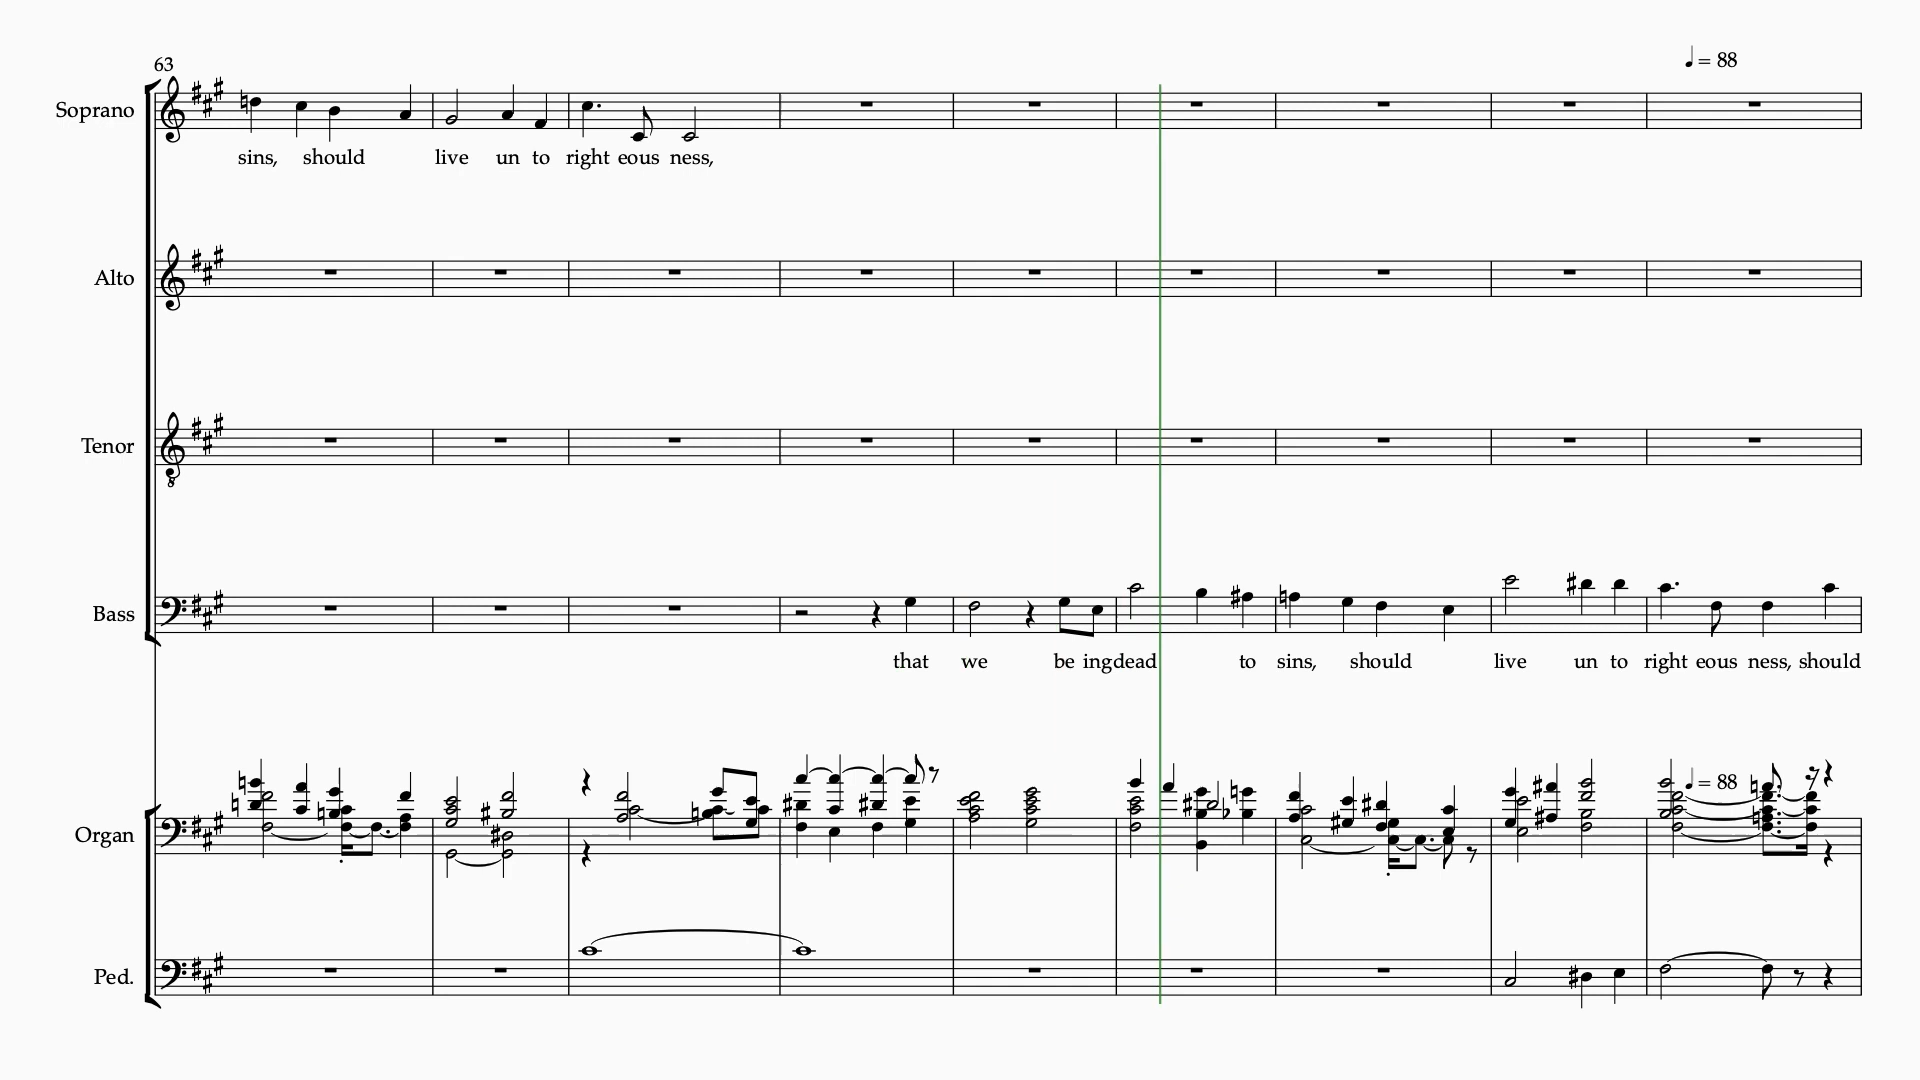 63
♩ = 88
Soprano
sins, should live un to right eous ness,
Alto
Tenor
Bass
that we be ing dead to sins, should live un to right eous ness, should
♩ = 88
Organ
Ped.